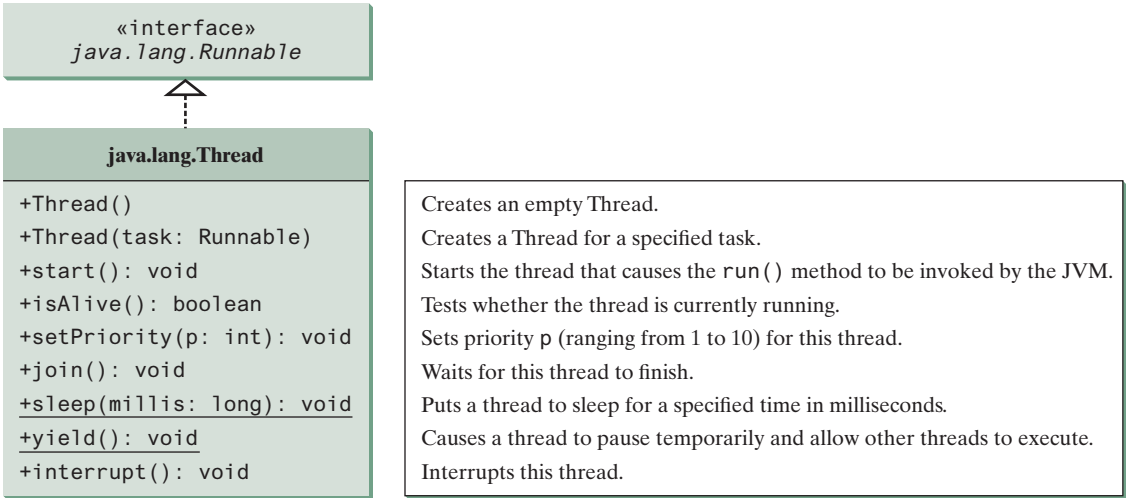 «interface»
java.lang.Runnable
java.lang.Thread
+Thread()
Creates an empty Thread.
+Thread(task: Runnable)
Creates a Thread for a specified task.
+start(): void
Starts the thread that causes the run() method to be invoked by the JVM.
+isAlive(): boolean
Tests whether the thread is currently running.
+setPriority(p: int): void
Sets priority p (ranging from 1 to 10) for this thread.
+join(): void
Waits for this thread to finish.
+sleep(millis: long): void
Puts a thread to sleep for a specified time in milliseconds.
+yield(): void
Causes a thread to pause temporarily and allow other threads to execute.
+interrupt(): void
Interrupts this thread.